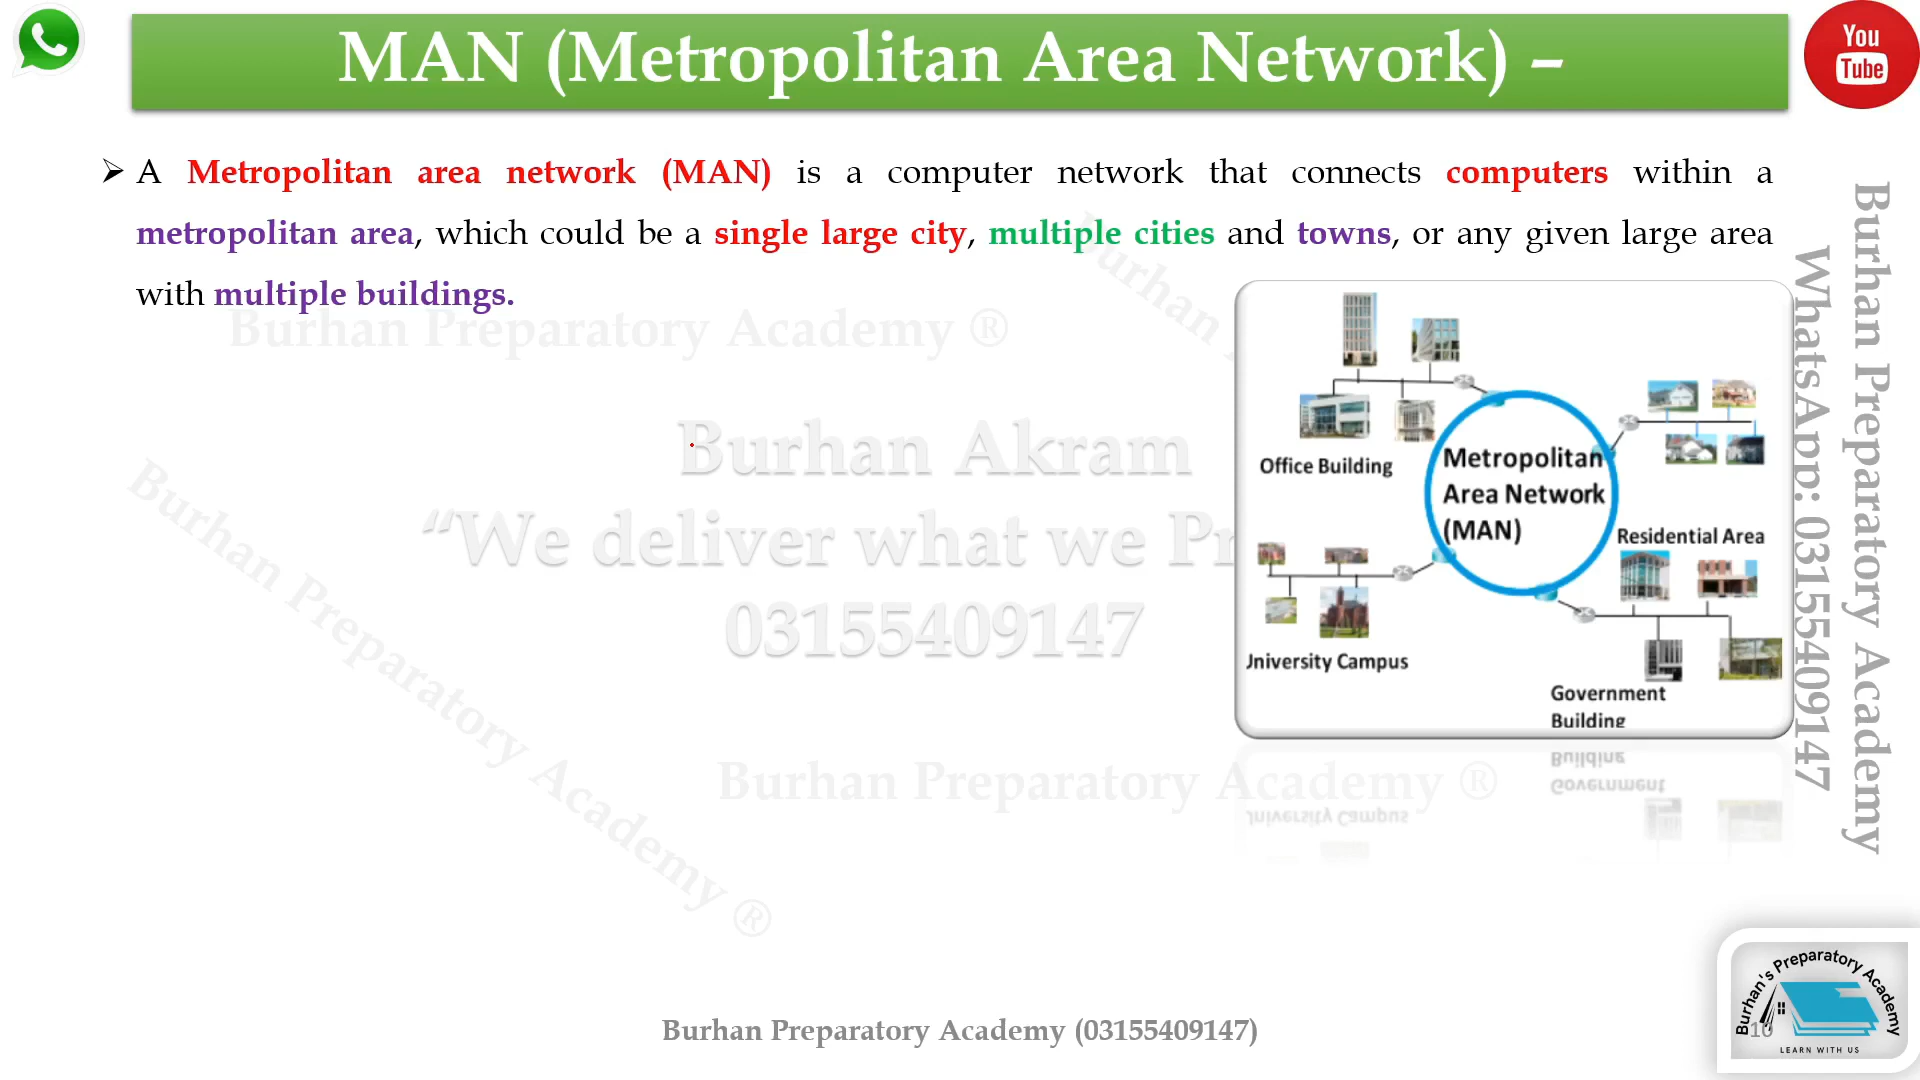 MAN (Metropolitan Area Network) –
You
Tube
➢ A Metropolitan area network (MAN) is a computer network that connects computers within a
metropolitan area, which could be a single large city, multiple cities and towns, or any given large area
with multiple buildings.
Burhan Preparatory Academy ®
Burhan
Burhan Akram
“We deliver what we Pr
03155409147
Burhan Preparatory Academy ®
Burhan Preparatory Academy ®
Office Building
Metropolitan
Area Network
(MAN)
Residential Area
University Campus
Government
Building
Burhan Preparatory Academy
WhatsApp: 03155409147
Burhan Preparatory Academy (03155409147)
Burhan's Preparatory Academy
10
LEARN WITH US